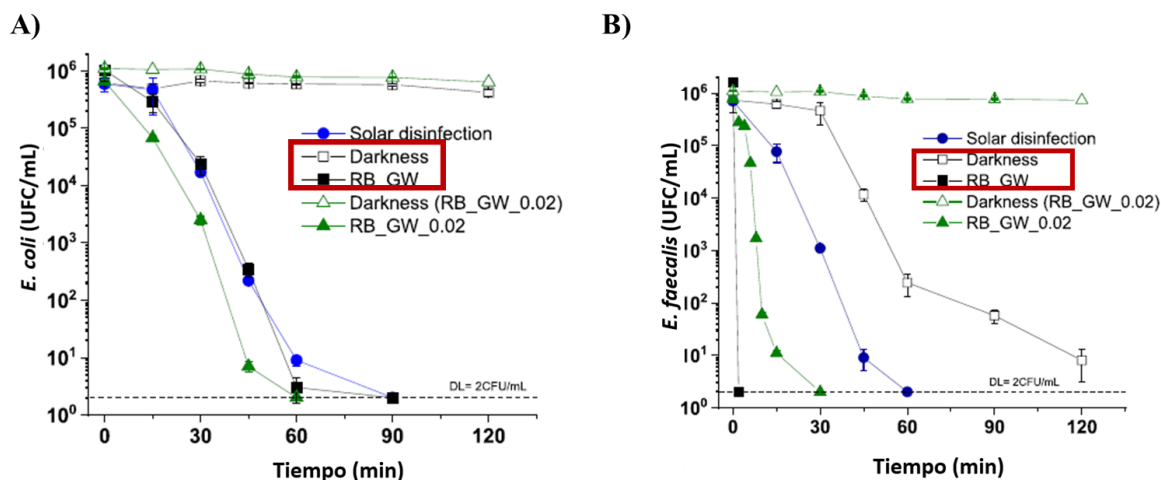 A)
E. coli (UFC/mL)
10⁶
10⁵
10⁴
10³
10²
10¹
10⁰
Solar disinfection
Darkness
RB_GW
Darkness (RB_GW_0.02)
RB_GW_0.02
DL= 2CFU/mL
0 30 60 90 120
Tiempo (min)
B)
E. faecalis (UFC/mL)
10⁶
10⁵
10⁴
10³
10²
10¹
10⁰
Solar disinfection
Darkness
RB_GW
Darkness (RB_GW_0.02)
RB_GW_0.02
DL= 2CFU/mL
0 30 60 90 120
Tiempo (min)